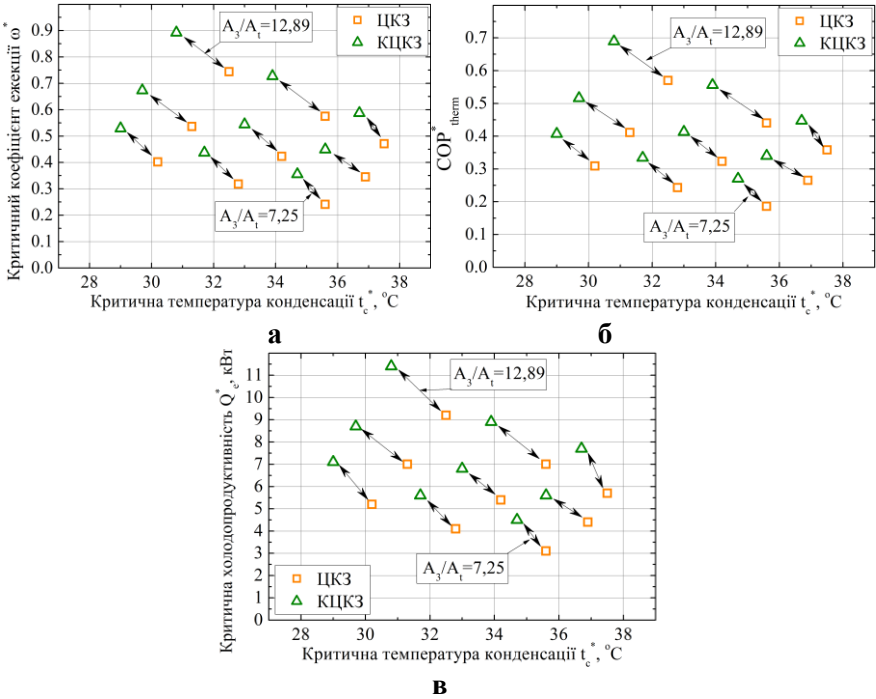 Критичний коефіцієнт ежекції ω*
0.9
0.8
0.7
0.6
0.5
0.4
0.3
0.2
0.1
0.0
A3/At=12,89
ЦКЗ
КЦКЗ
A3/At=7,25
28 30 32 34 36 38
Критична температура конденсації tc*, °C
а
COP*therm
0.7
0.6
0.5
0.4
0.3
0.2
0.1
0.0
A3/At=12,89
ЦКЗ
КЦКЗ
A3/At=7,25
28 30 32 34 36 38
Критична температура конденсації tc*, °C
б
Критична холодопродуктивність Q*e, кВт
11
10
9
8
7
6
5
4
3
2
1
0
A3/At=12,89
A3/At=7,25
ЦКЗ
КЦКЗ
28 30 32 34 36 38
Критична температура конденсації tc*, °C
в